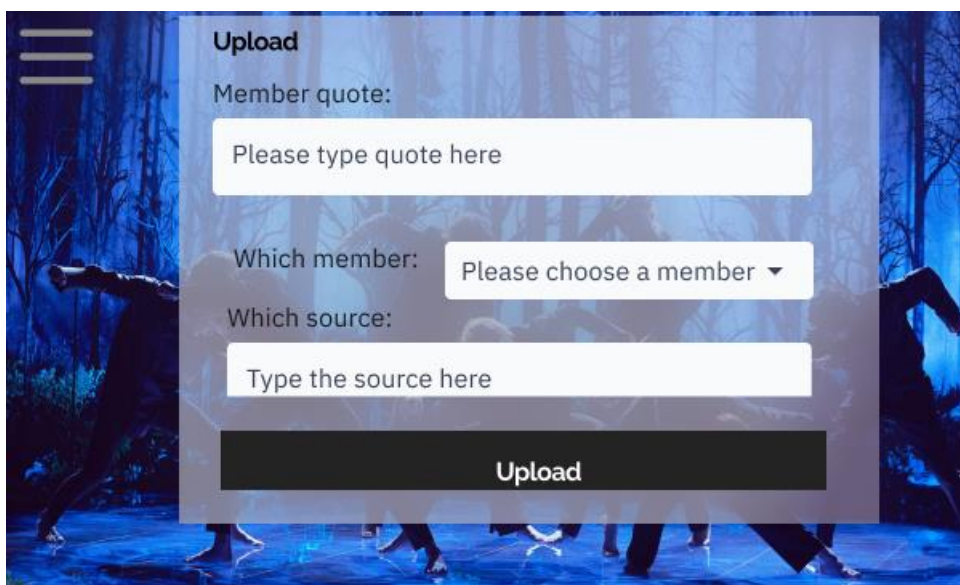 Upload
Member quote:
Please type quote here
Which member:
Please choose a member
Which source:
Type the source here
Upload